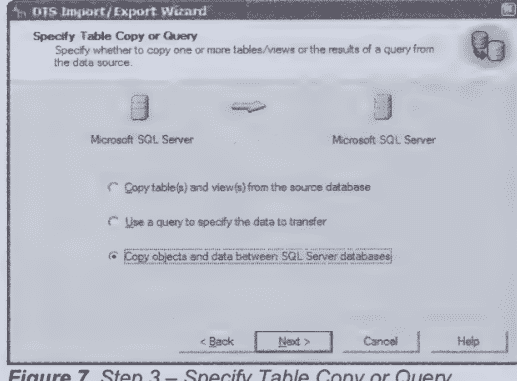 DTS Import/Export Wizard
Specify Table Copy or Query
Specify whether to copy one or more tables/views or the results of a query from
the data source.
Microsoft SQL Server
Microsoft SQL Server
Copy table(s) and view(s) from the source database
Use a query to specify the data to transfer
Copy objects and data between SQL Server databases
< Back
Next >
Cancel
Help
Figure 7  Step 3 – Specify Table Copy or Query